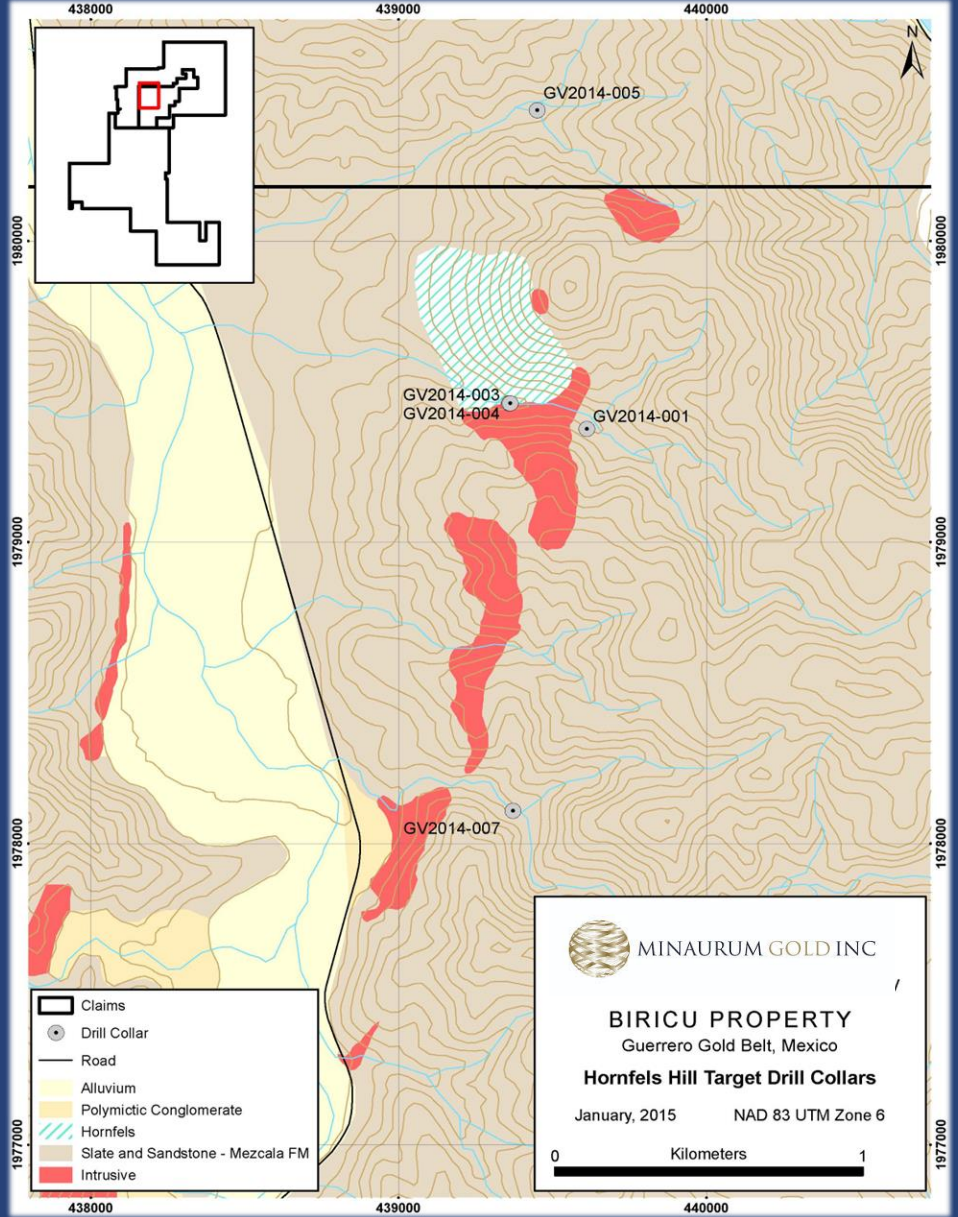 438000
439000
440000
N
GV2014-005
1980000
1980000
GV2014-003
GV2014-004
GV2014-001
1979000
1979000
GV2014-007
1978000
1978000
MINAURUM GOLD INC
BIRICU PROPERTY
Guerrero Gold Belt, Mexico
Hornfels Hill Target Drill Collars
January, 2015 NAD 83 UTM Zone 6
0 Kilometers 1
Claims
Drill Collar
Road
Alluvium
Polymictic Conglomerate
Hornfels
Slate and Sandstone - Mezcala FM
Intrusive
1977000
1977000
438000
439000
440000